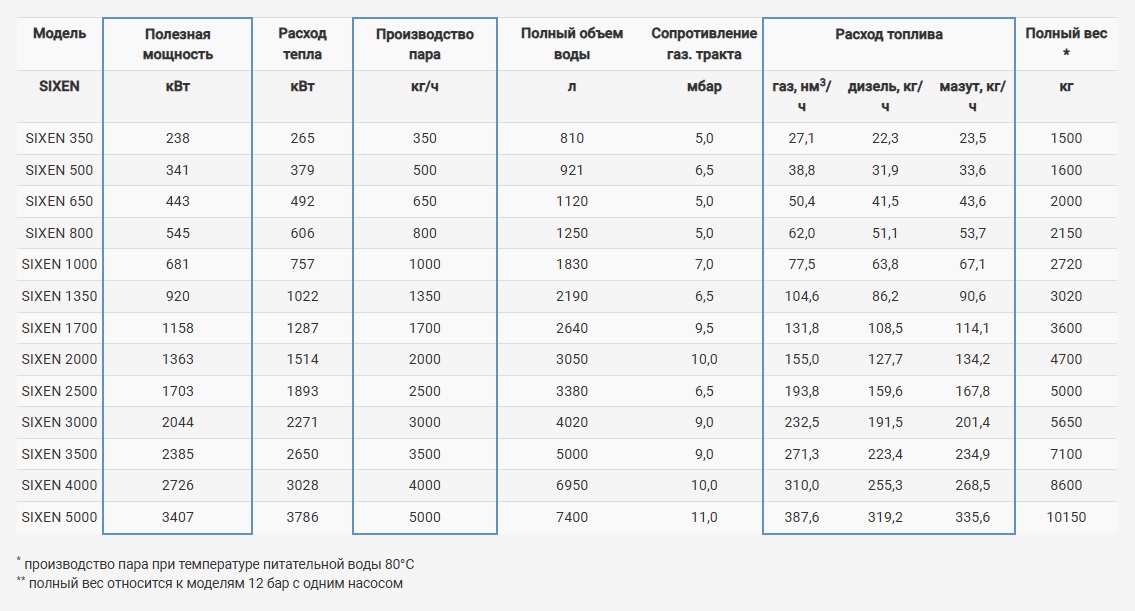 Модель Полезная мощность Расход тепла Производство пара Полный объем воды Сопротивление газ. тракта Расход топлива Полный вес *
SIXEN кВт кВт кг/ч л мбар газ, нм³/ч дизель, кг/ч мазут, кг/ч кг
SIXEN 350 238 265 350 810 5,0 27,1 22,3 23,5 1500
SIXEN 500 341 379 500 921 6,5 38,8 31,9 33,6 1600
SIXEN 650 443 492 650 1120 5,0 50,4 41,5 43,6 2000
SIXEN 800 545 606 800 1250 5,0 62,0 51,1 53,7 2150
SIXEN 1000 681 757 1000 1830 7,0 77,5 63,8 67,1 2720
SIXEN 1350 920 1022 1350 2190 6,5 104,6 86,2 90,6 3020
SIXEN 1700 1158 1287 1700 2640 9,5 131,8 108,5 114,1 3600
SIXEN 2000 1363 1514 2000 3050 10,0 155,0 127,7 134,2 4700
SIXEN 2500 1703 1893 2500 3380 6,5 193,8 159,6 167,8 5000
SIXEN 3000 2044 2271 3000 4020 9,0 232,5 191,5 201,4 5650
SIXEN 3500 2385 2650 3500 5000 9,0 271,3 223,4 234,9 7100
SIXEN 4000 2726 3028 4000 6950 10,0 310,0 255,3 268,5 8600
SIXEN 5000 3407 3786 5000 7400 11,0 387,6 319,2 335,6 10150
* производство пара при температуре питательной воды 80°С
** полный вес относится к моделям 12 бар с одним насосом